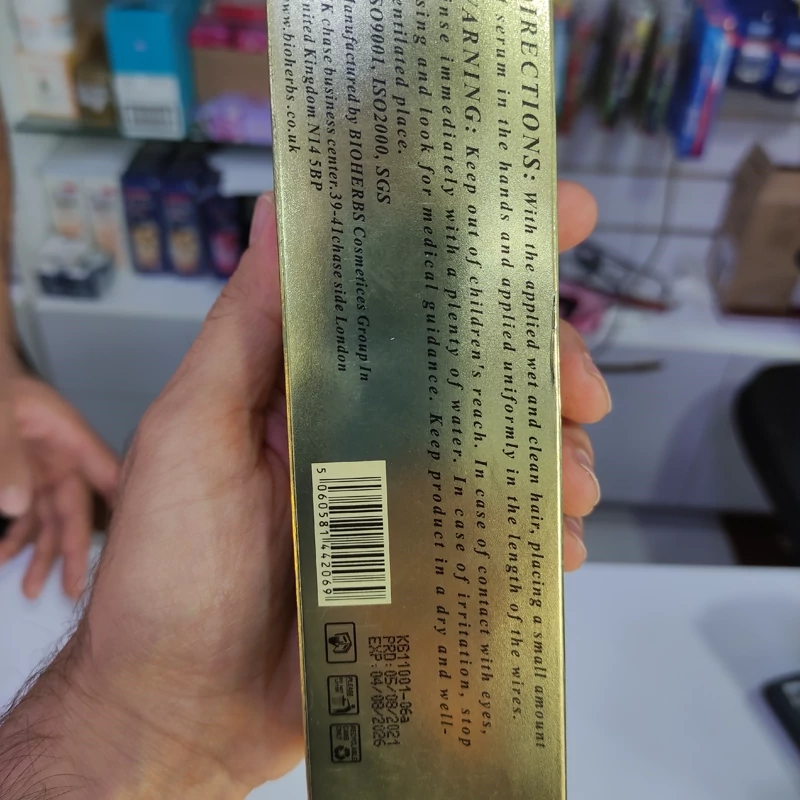 DIRECTIONS: With the applied wet and clean hair, placing a small amount
serum in the hands and applied uniformly in the length of the wires.
WARNING: Keep out of children's reach. In case of contact with eyes,
rinse immediately with a plenty of water. In case of irritation, stop
using and look for medical guidance. Keep product in a dry and well-
ventilated place.
ISO9001, ISO2000, SGS
Manufactured by BIOHERBS Cosmetices Group In
K chase business center.39-41chase side London
United Kingdom N14 5BP
www.bioherbs.co.uk
5 060581 442069
KG11001-06a
PRD:05/08/2021
EXP:04/08/2026